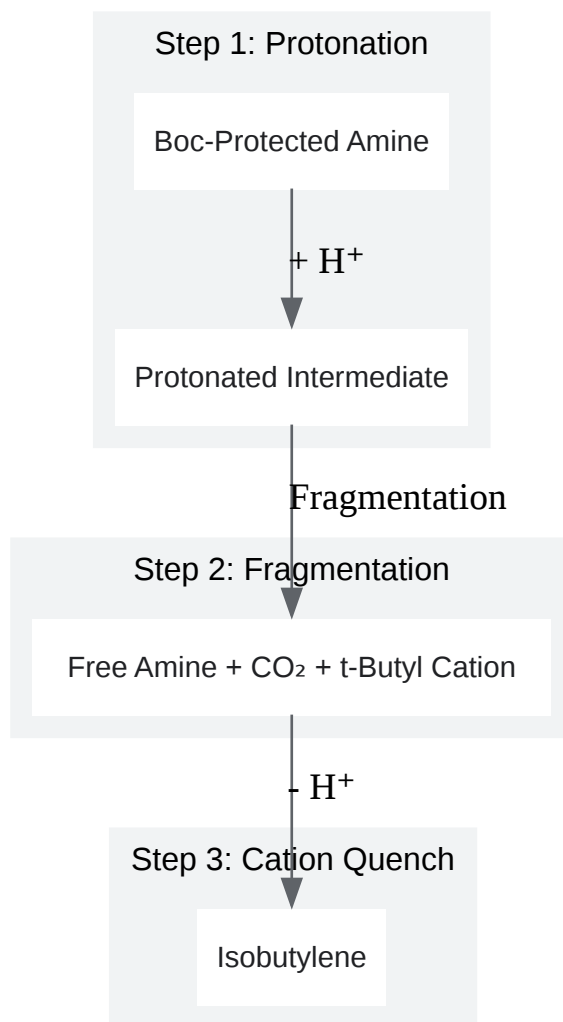 Step 1: Protonation
Boc-Protected Amine
+ H⁺
Protonated Intermediate
Fragmentation
Step 2: Fragmentation
Free Amine + CO₂ + t-Butyl Cation
- H⁺
Step 3: Cation Quench
Isobutylene